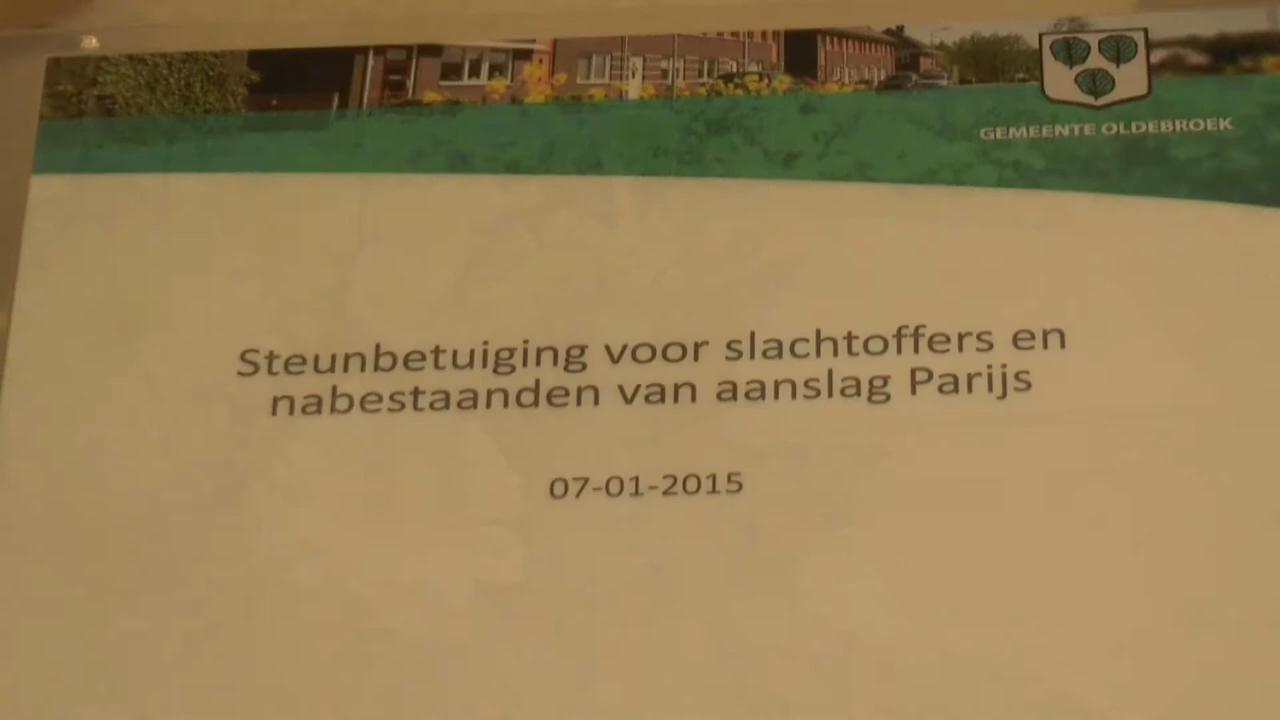 GEMEENTE OLDEBROEK
Steunbetuiging voor slachtoffers en
nabestaanden van aanslag Parijs
07-01-2015